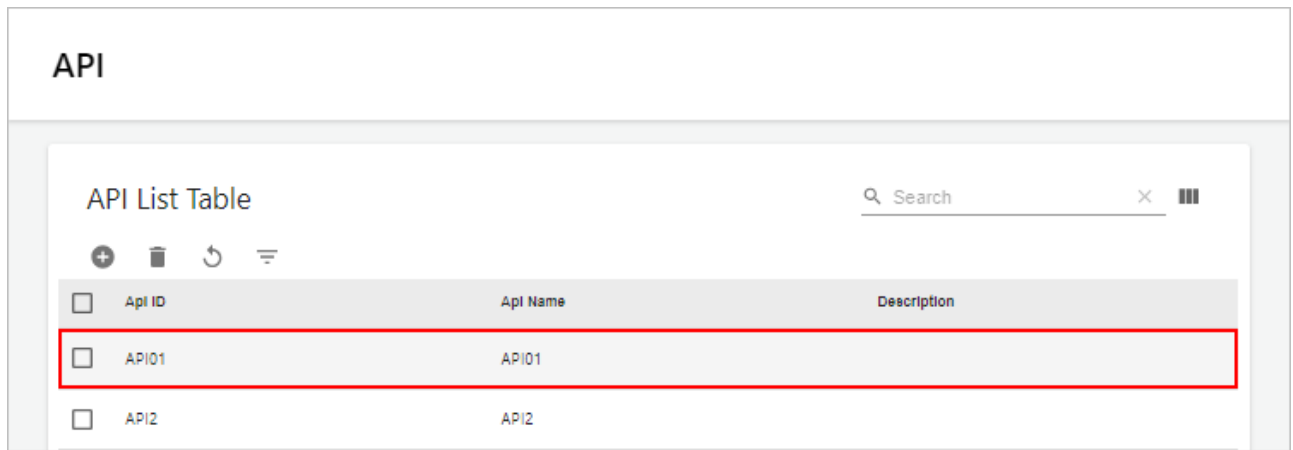 API
API List Table
Search
Api ID Api Name Description
API01 API01
API2 API2